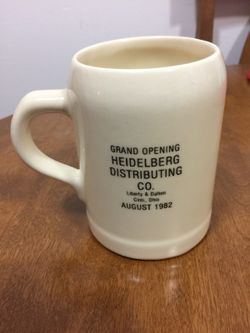 GRAND OPENING
HEIDELBERG
DISTRIBUTING
CO.
Liberty & Dalton
Cinti, Ohio
AUGUST 1982